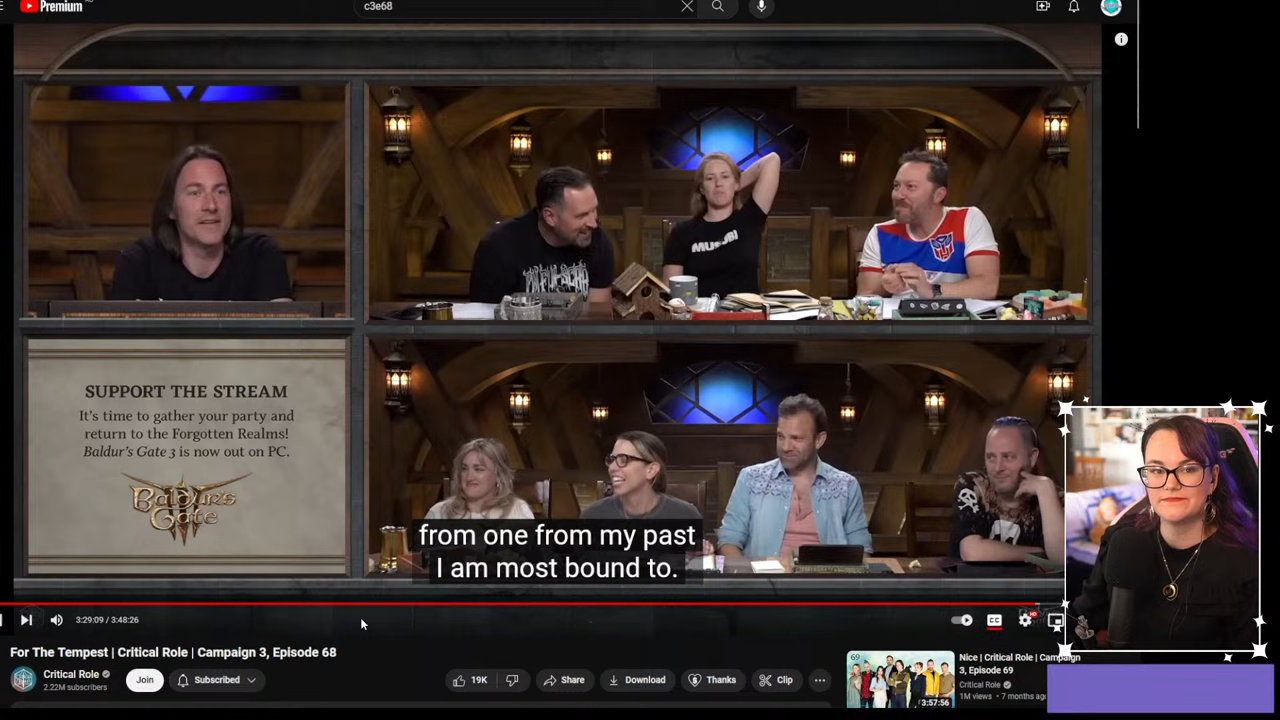 Premium
c3e68
SUPPORT THE STREAM
It's time to gather your party and
return to the Forgotten Realms!
Baldur's Gate 3 is now out on PC.
BALDUR'S
GATE
from one from my past
I am most bound to.
3:29:09 / 3:48:26
CC
HD
For The Tempest | Critical Role | Campaign 3, Episode 68
Critical Role
2.22M subscribers
Join
Subscribed
19K
Share
Download
Thanks
Clip
69
3:57:56
Nice | Critical Role | Campaign
3, Episode 69
Critical Role
1M views • 7 months ago